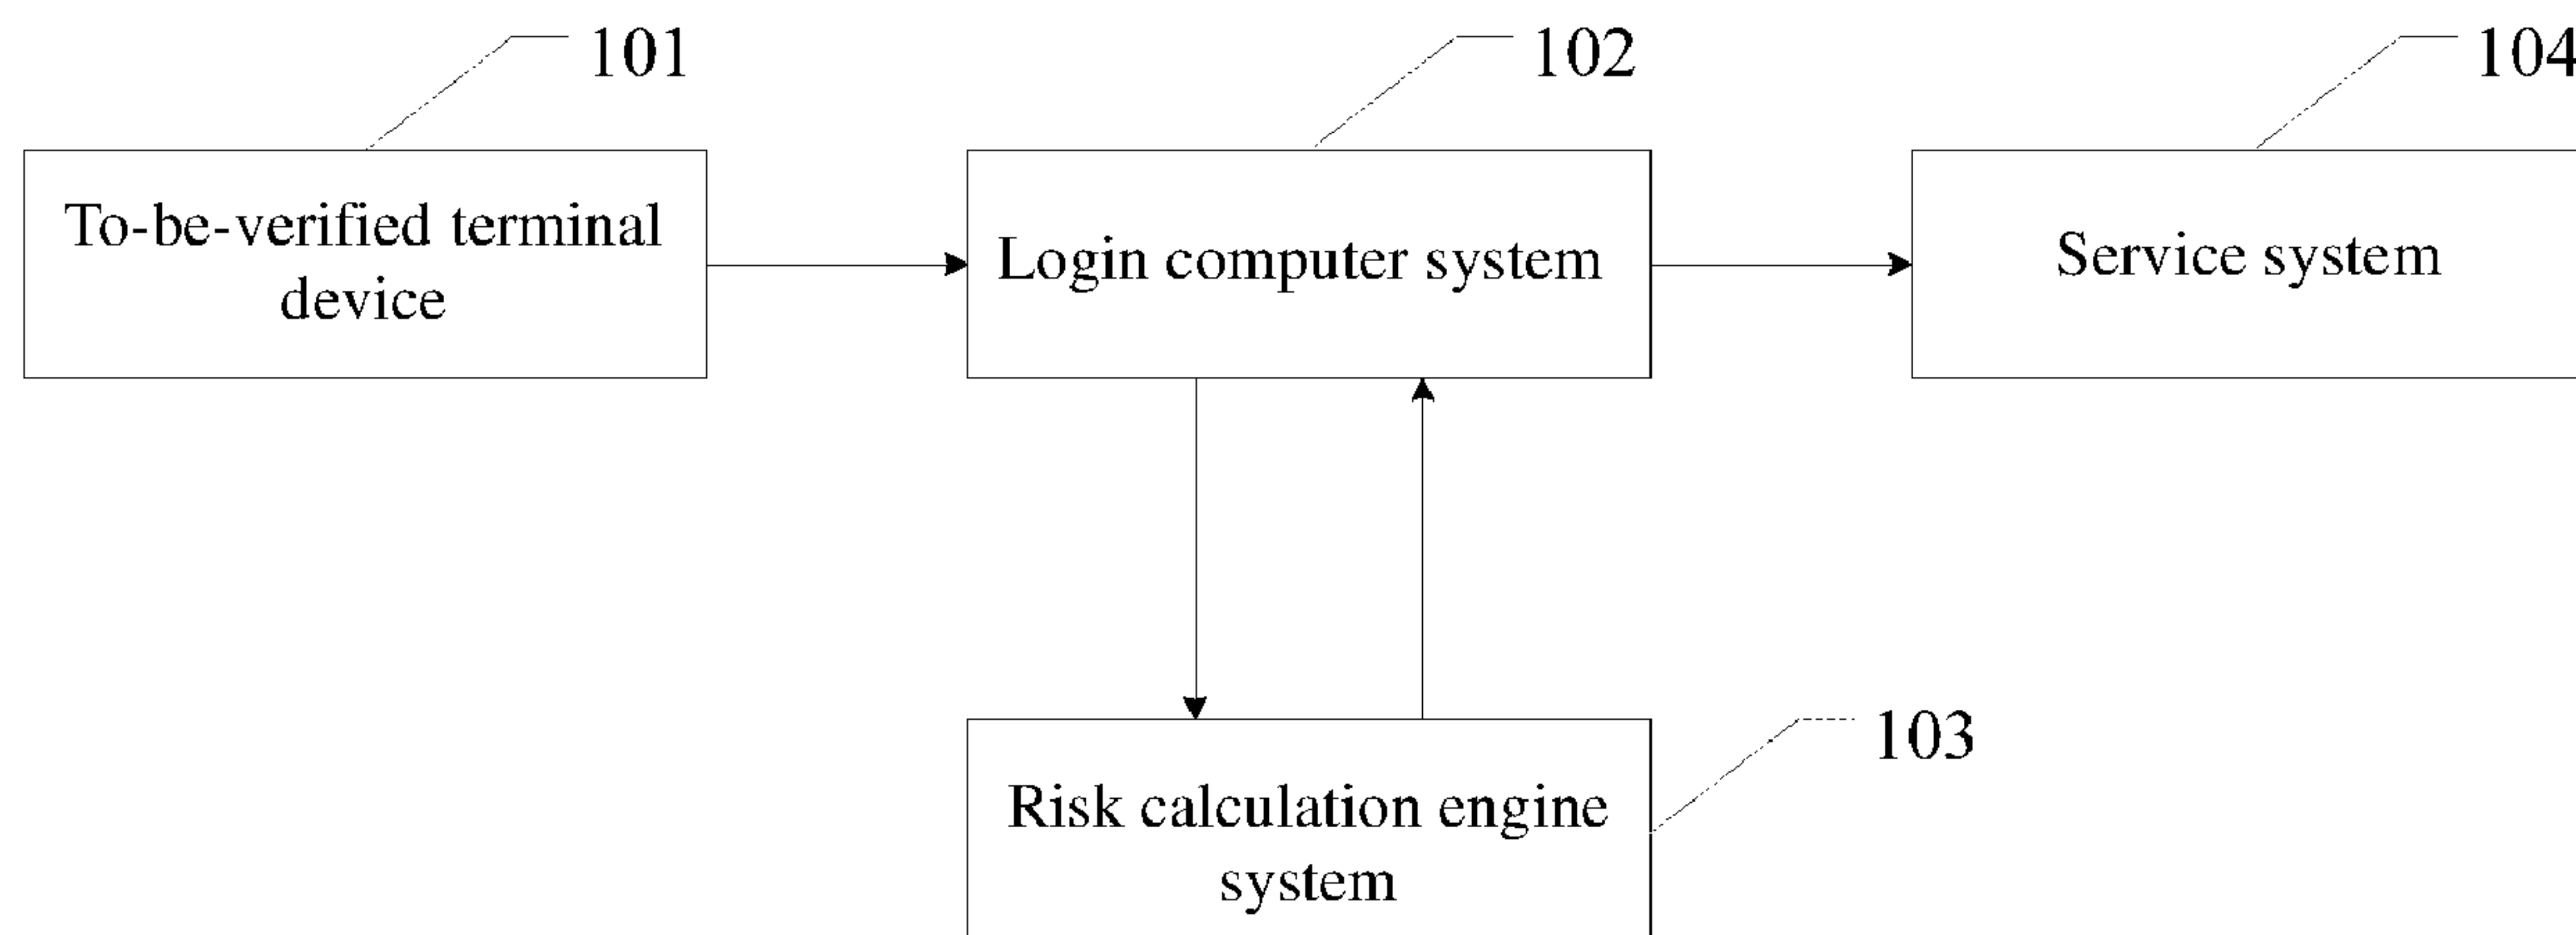 101
102
104
To-be-verified terminal
device
Login computer system
Service system
103
Risk calculation engine
system